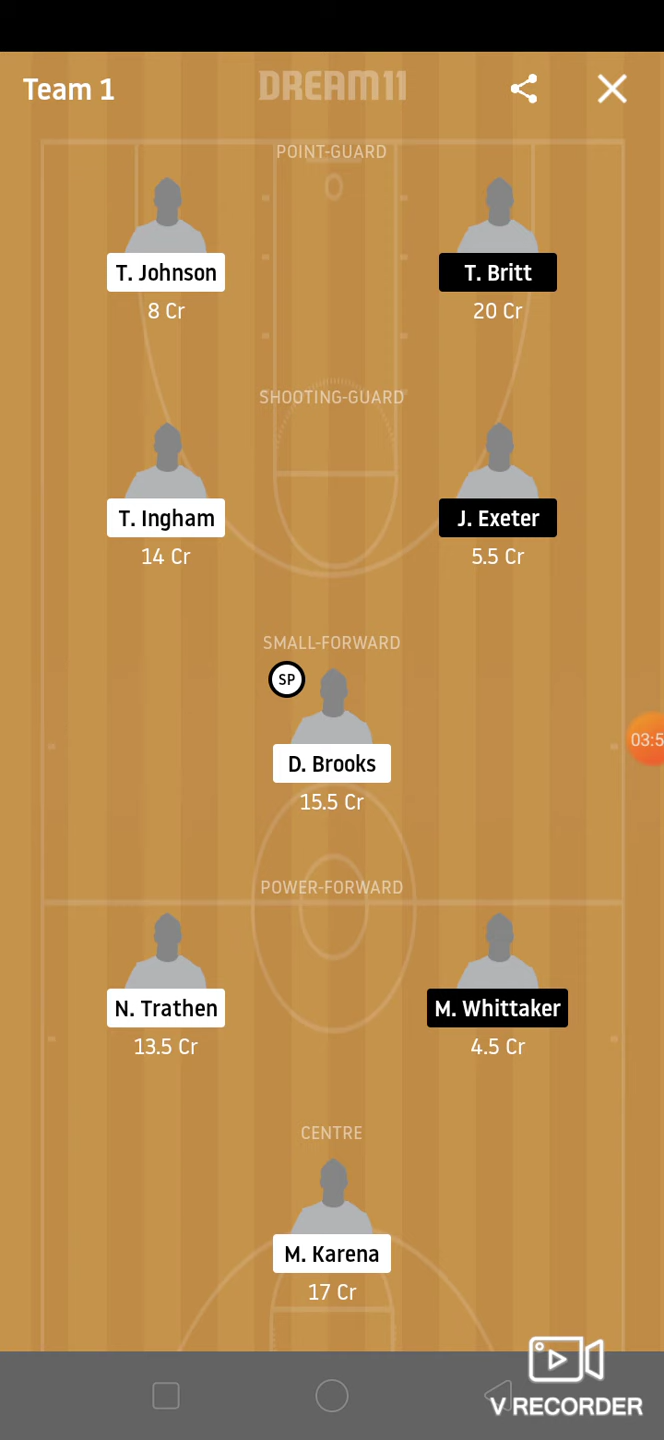 Team 1
DREAM11
POINT-GUARD
T. Johnson
T. Britt
8 Cr
20 Cr
SHOOTING-GUARD
T. Ingham
J. Exeter
14 Cr
5.5 Cr
SMALL-FORWARD
SP
D. Brooks
03:5
15.5 Cr
POWER-FORWARD
N. Trathen
M. Whittaker
13.5 Cr
4.5 Cr
CENTRE
M. Karena
17 Cr
V RECORDER